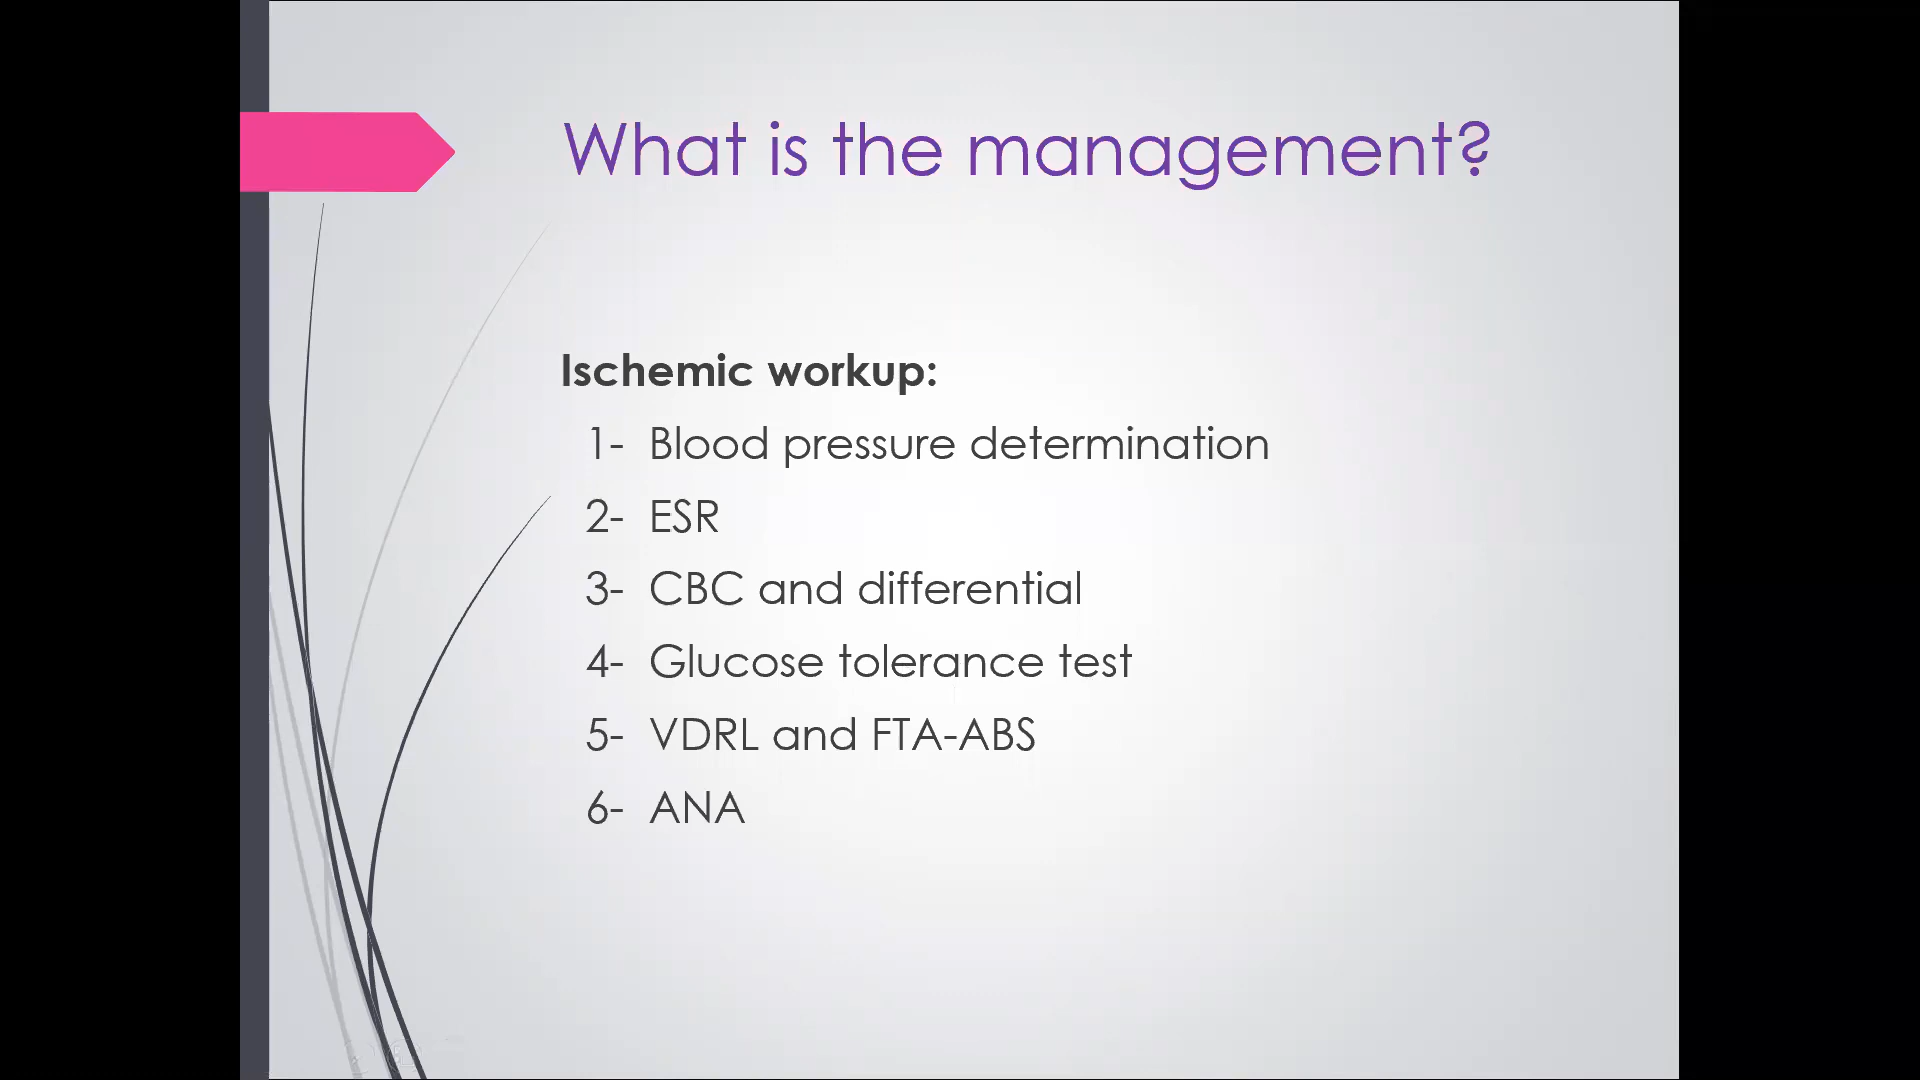 What is the management?
Ischemic workup:
1- Blood pressure determination
2- ESR
3- CBC and differential
4- Glucose tolerance test
5- VDRL and FTA-ABS
6- ANA